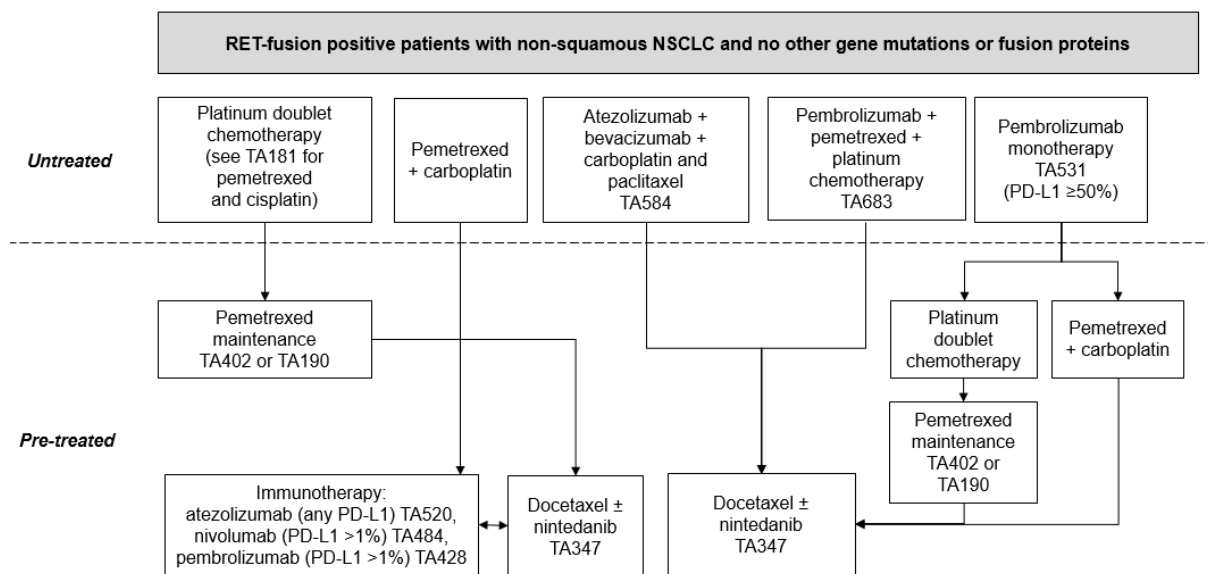 RET-fusion positive patients with non-squamous NSCLC and no other gene mutations or fusion proteins
Untreated
Platinum doublet
chemotherapy
(see TA181 for
pemetrexed
and cisplatin)
Pemetrexed
+ carboplatin
Atezolizumab +
bevacizumab +
carboplatin and
paclitaxel
TA584
Pembrolizumab +
pemetrexed +
platinum
chemotherapy
TA683
Pembrolizumab
monotherapy
TA531
(PD-L1 ≥50%)
Pre-treated
Pemetrexed
maintenance
TA402 or TA190
Platinum
doublet
chemotherapy
Pemetrexed
+ carboplatin
Pemetrexed
maintenance
TA402 or
TA190
Immunotherapy:
atezolizumab (any PD-L1) TA520,
nivolumab (PD-L1 >1%) TA484,
pembrolizumab (PD-L1 >1%) TA428
Docetaxel ±
nintedanib
TA347
Docetaxel ±
nintedanib
TA347